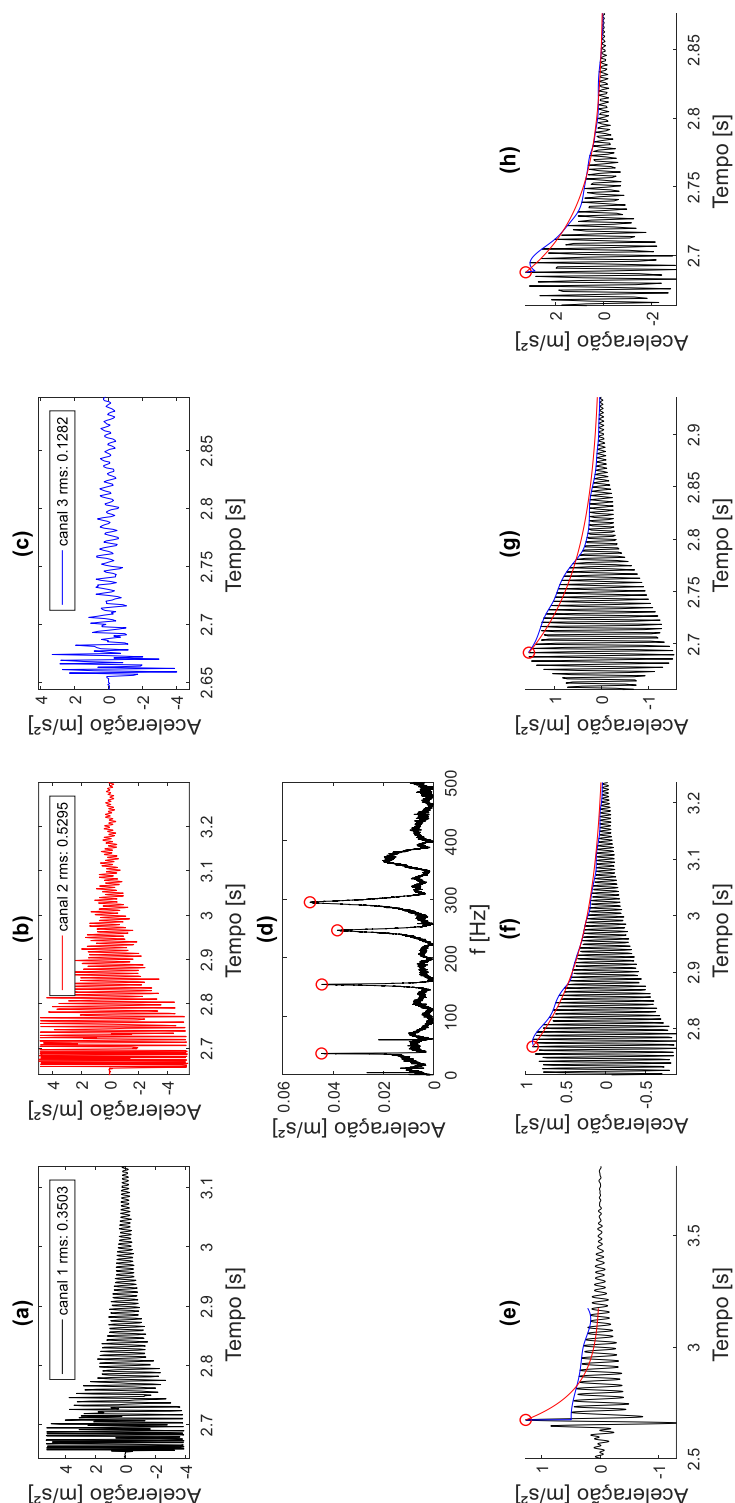 (a)
canal 1 rms: 0.3503
Aceleração [m/s²]
4
2
0
-2
-4
2.7
2.8
2.9
3
3.1
Tempo [s]
(b)
canal 2 rms: 0.5295
Aceleração [m/s²]
4
2
0
-2
-4
2.7
2.8
2.9
3
3.1
3.2
Tempo [s]
(c)
canal 3 rms: 0.1282
Aceleração [m/s²]
4
2
0
-2
-4
2.65
2.7
2.75
2.8
2.85
Tempo [s]
(d)
Aceleração [m/s²]
0.06
0.04
0.02
0
0
100
200
300
400
500
f [Hz]
(e)
Aceleração [m/s²]
1
0
-1
2.5
3
3.5
Tempo [s]
(f)
Aceleração [m/s²]
1
0.5
0
-0.5
2.8
2.9
3
3.1
3.2
Tempo [s]
(g)
Aceleração [m/s²]
1
0
-1
2.7
2.75
2.8
2.85
2.9
Tempo [s]
(h)
Aceleração [m/s²]
2
0
-2
2.7
2.75
2.8
2.85
Tempo [s]